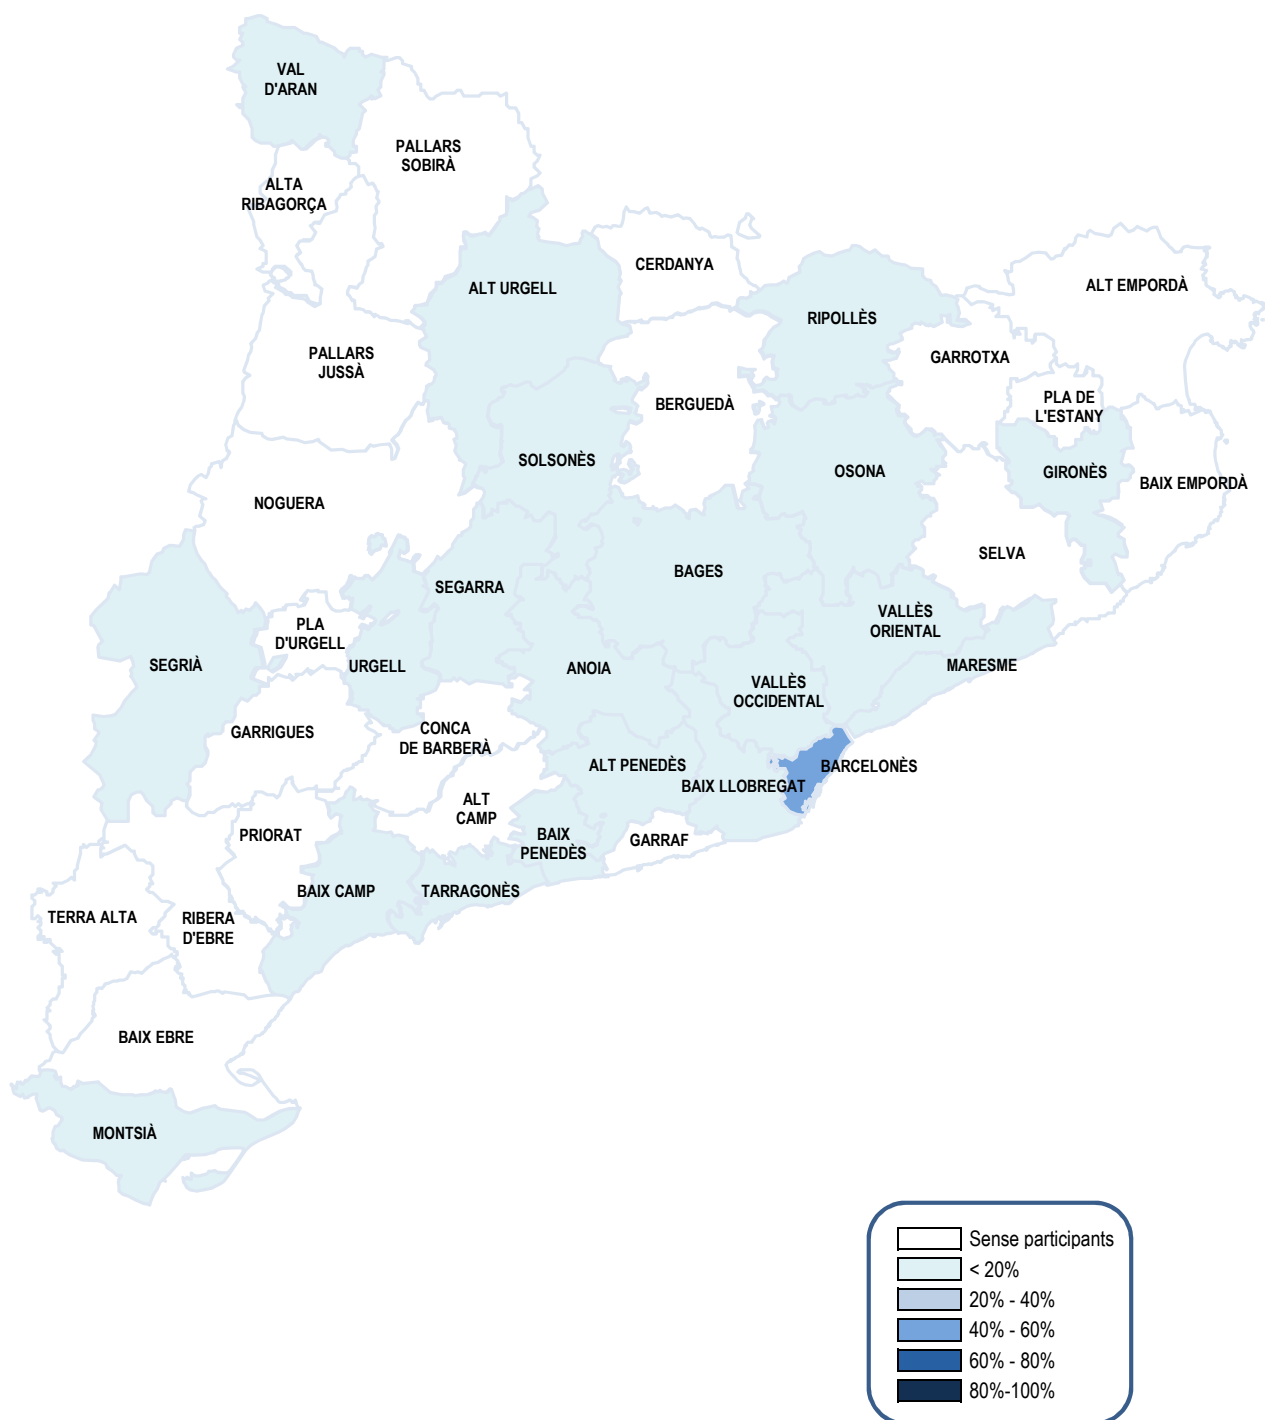 VAL
D'ARAN
PALLARS
SOBIRÀ
ALTA
RIBAGORÇA
CERDANYA
ALT URGELL
ALT EMPORDÀ
RIPOLLÈS
PALLARS
JUSSÀ
GARROTXA
BERGUEDÀ
PLA DE
L'ESTANY
SOLSONÈS
OSONA
GIRONÈS
BAIX EMPORDÀ
NOGUERA
SELVA
BAGES
SEGARRA
VALLÈS
ORIENTAL
PLA
D'URGELL
SEGRIÀ
URGELL
ANOIA
MARESME
VALLÈS
OCCIDENTAL
GARRIGUES
CONCA
DE BARBERÀ
ALT PENEDÈS
BARCELONÈS
BAIX LLOBREGAT
ALT
CAMP
PRIORAT
BAIX
PENEDÈS
GARRAF
BAIX CAMP
TARRAGONÈS
TERRA ALTA
RIBERA
D'EBRE
BAIX EBRE
MONTSIÀ
Sense participants
< 20%
20% - 40%
40% - 60%
60% - 80%
80%-100%